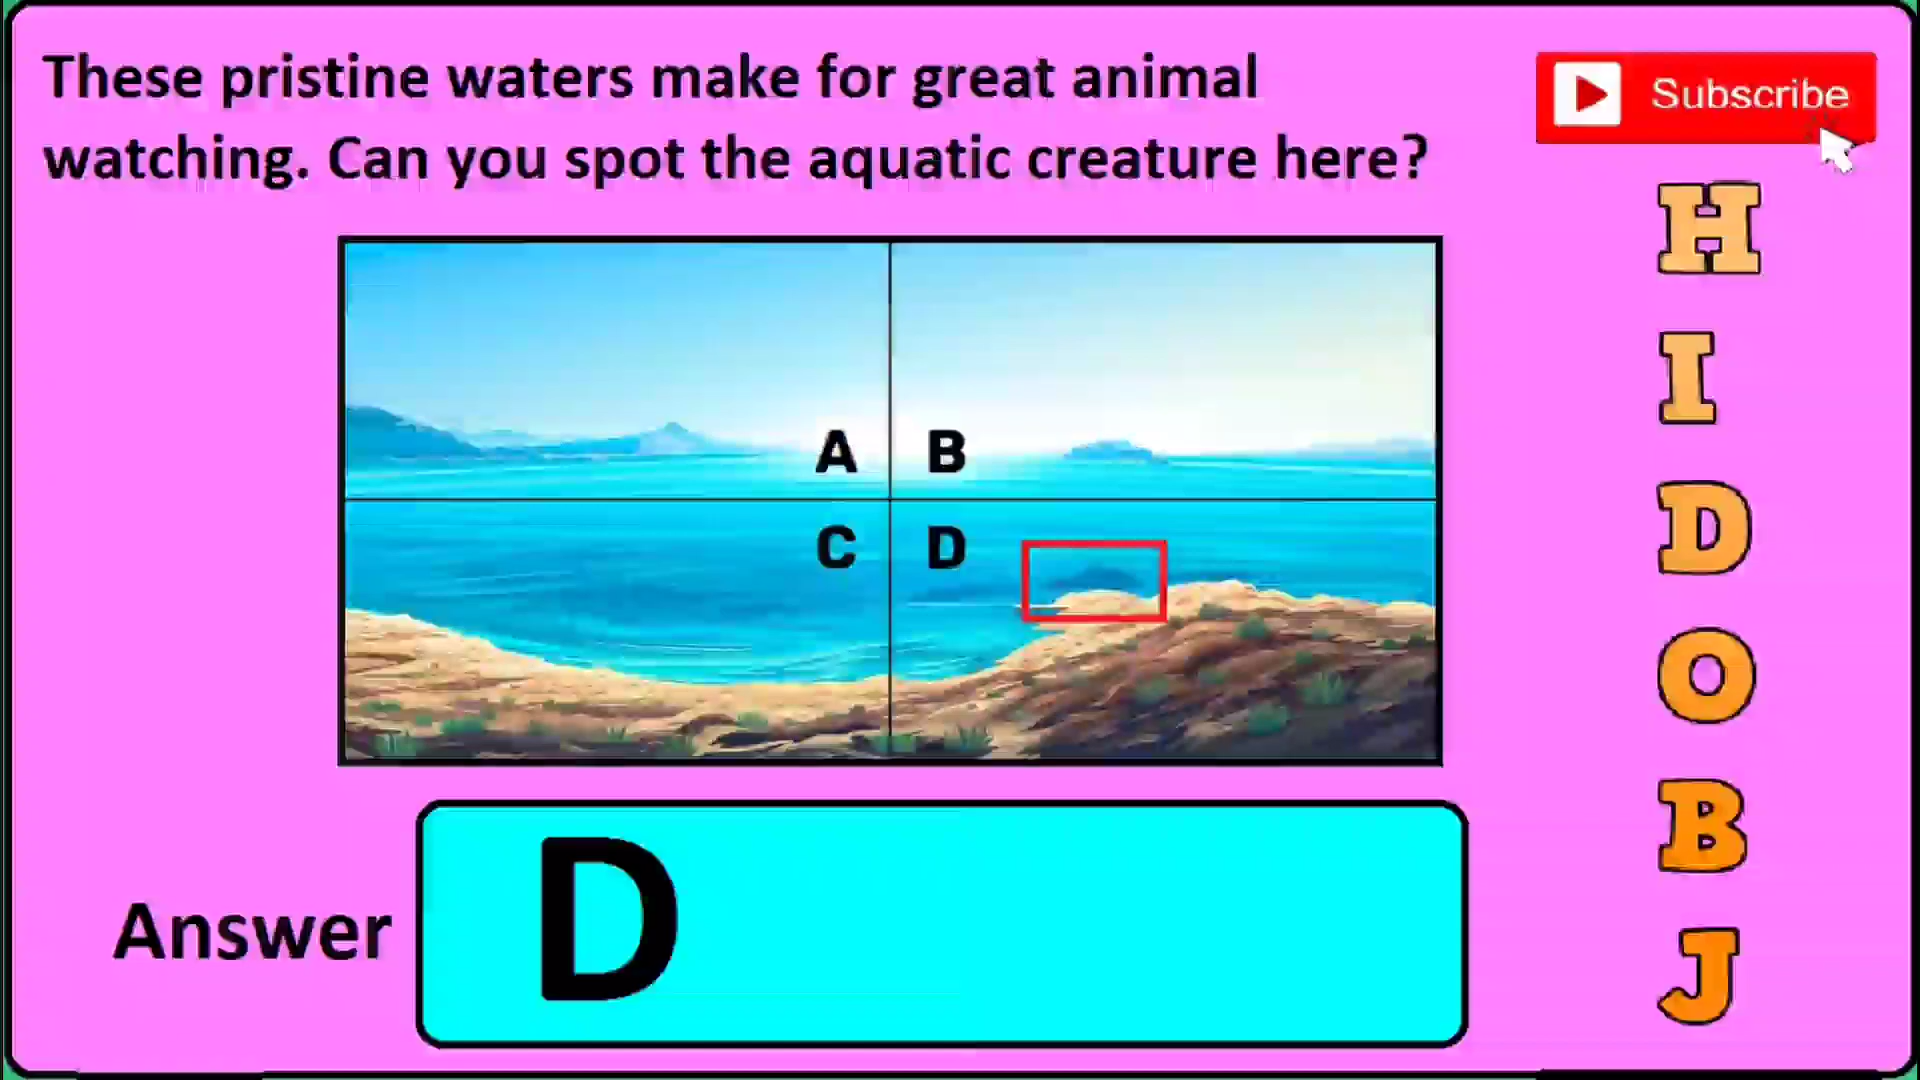 These pristine waters make for great animal
watching. Can you spot the aquatic creature here?
Subscribe
A B
C D
Answer D
H
I
D
O
B
J